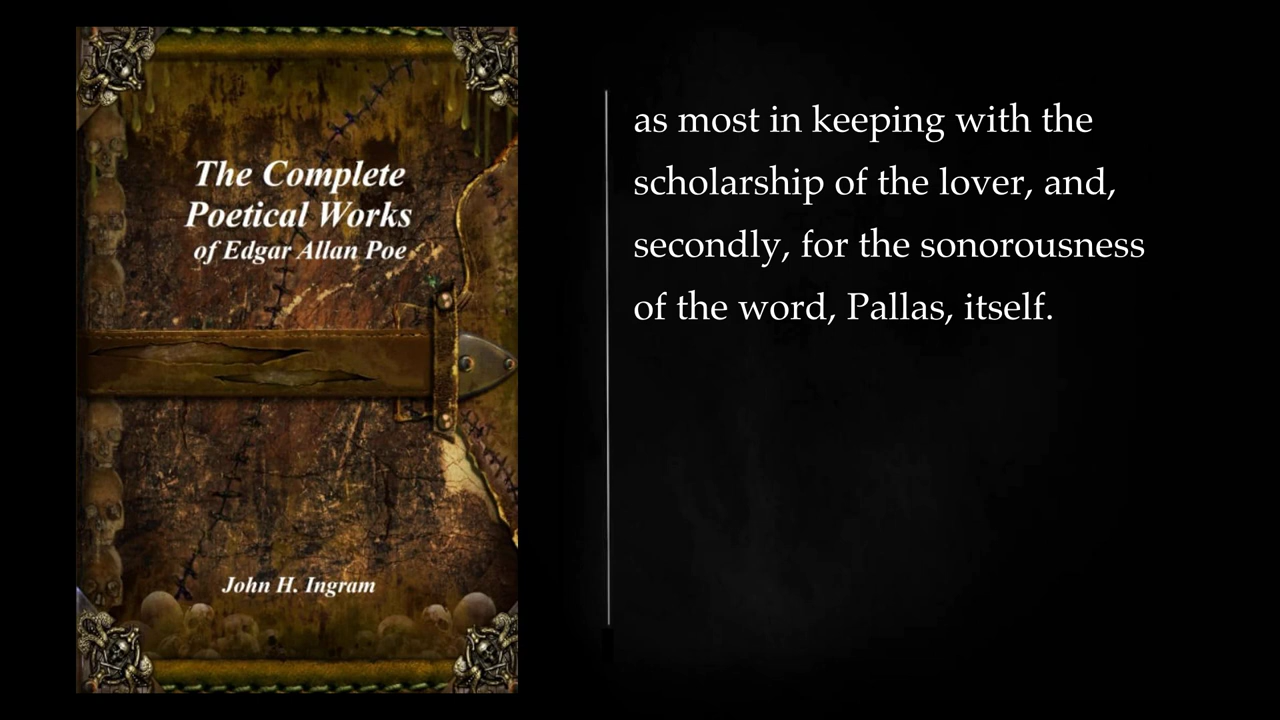 The Complete
Poetical Works
of Edgar Allan Poe
John H. Ingram
as most in keeping with the
scholarship of the lover, and,
secondly, for the sonorousness
of the word, Pallas, itself.